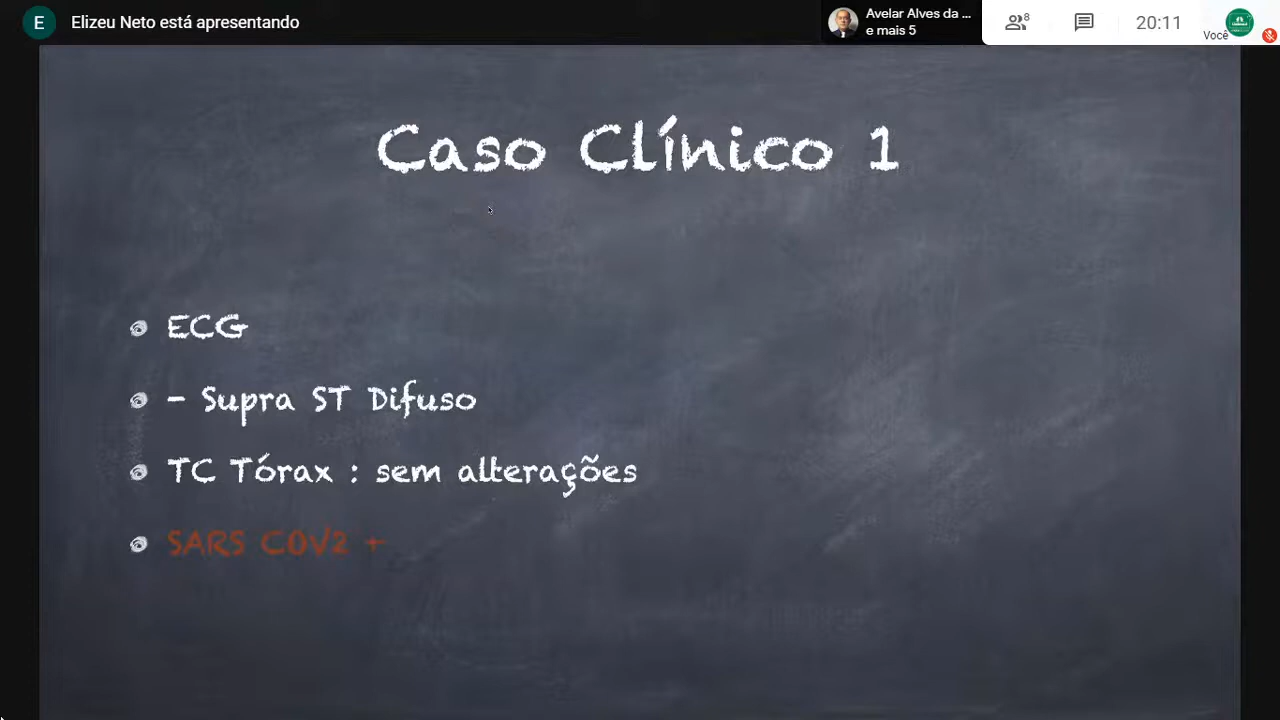 E Elizeu Neto está apresentando
Avelar Alves da ...
e mais 5
8
20:11
Você
Caso Clínico 1
ECG
- Supra ST Difuso
TC Tórax : sem alterações
SARS COV2 +